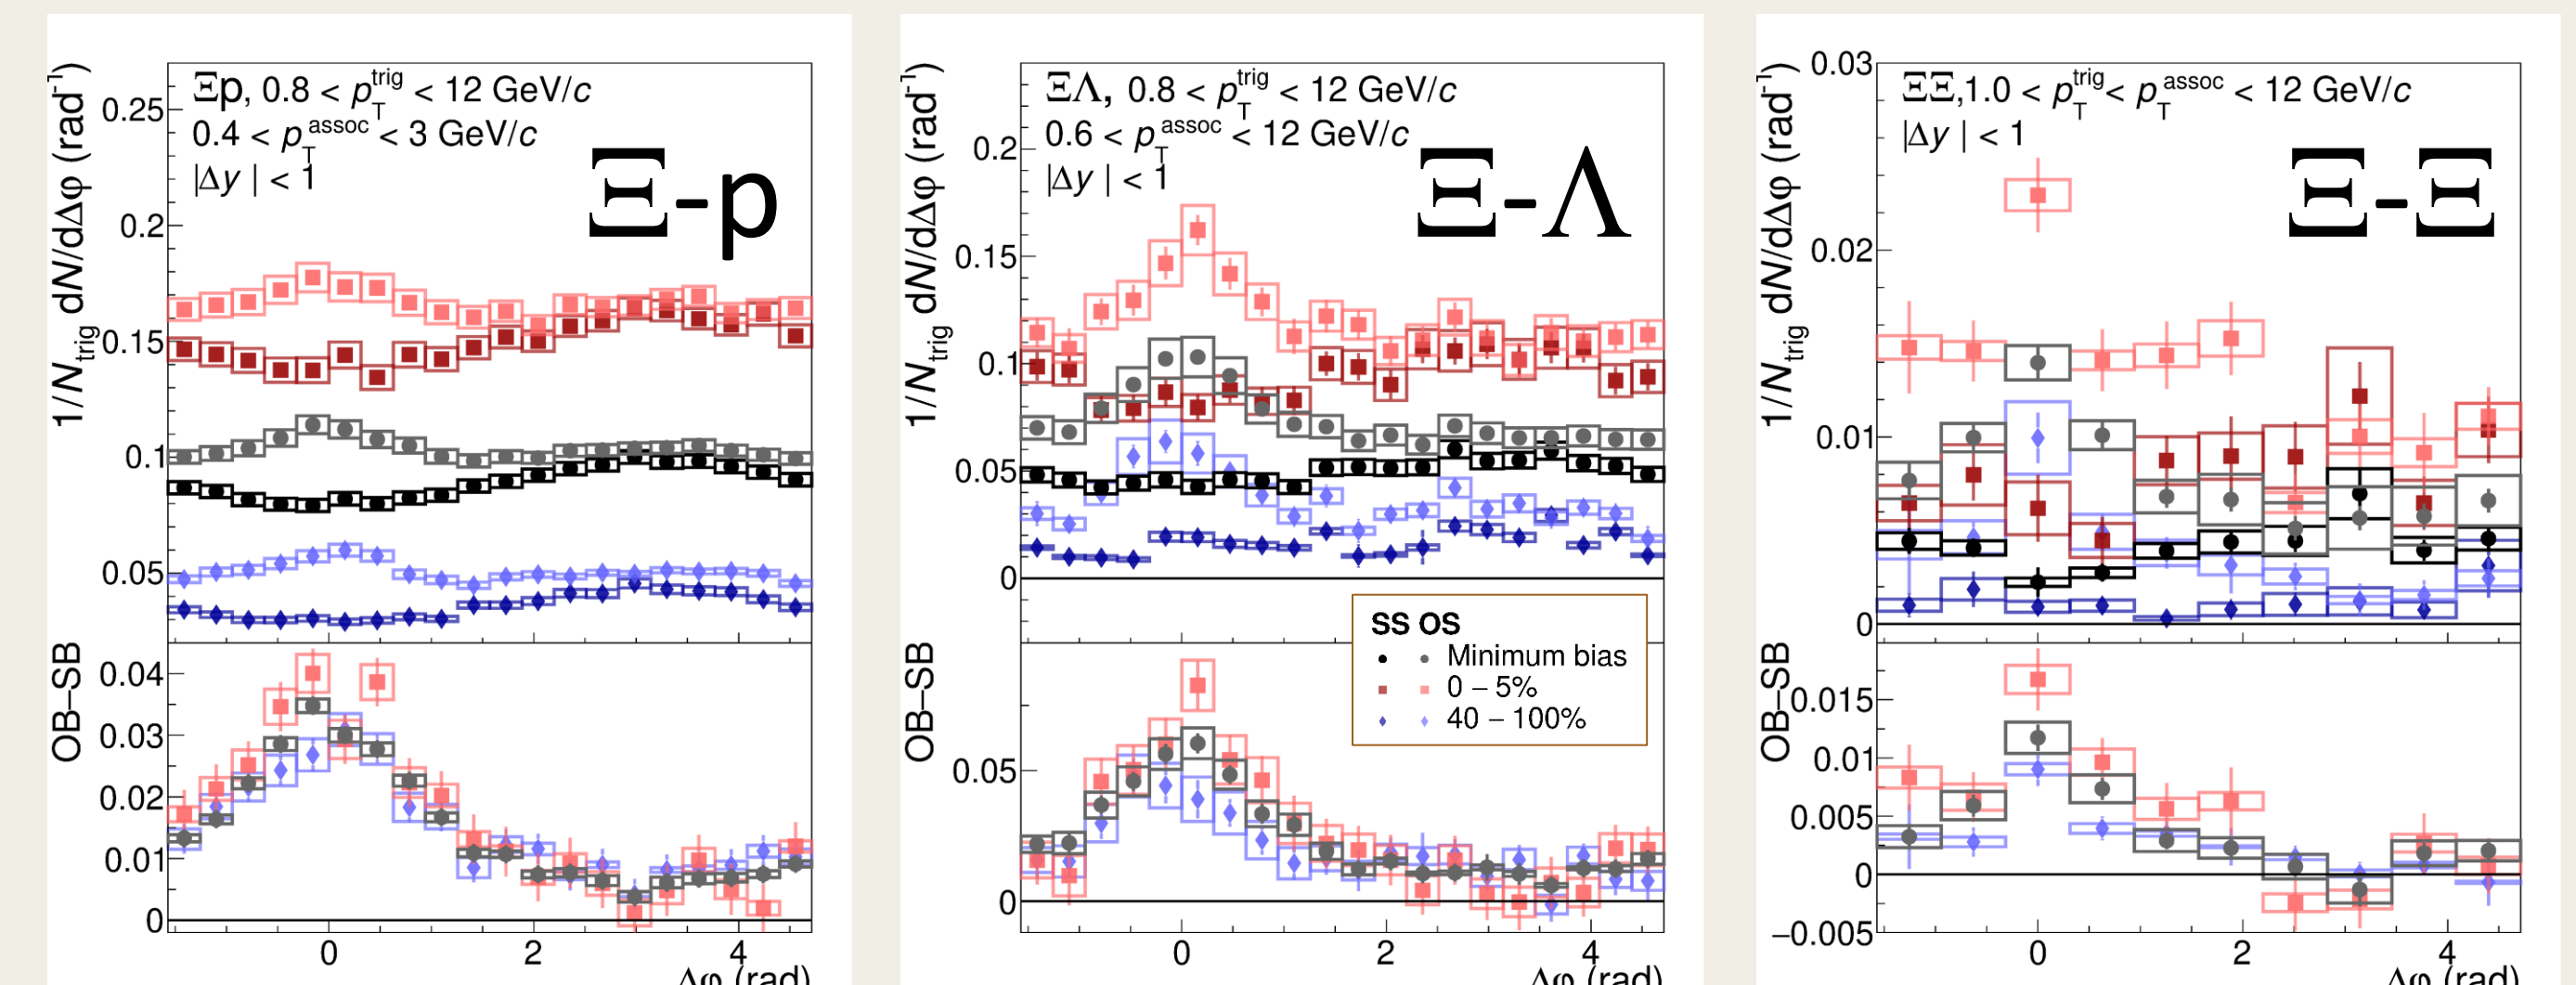 Ξp, 0.8 < p_T^trig < 12 GeV/c
0.4 < p_T^assoc < 3 GeV/c
|Δy | < 1
Ξ-p
1/N_trig dN/dΔφ (rad⁻¹)
0.25
0.2
0.15
0.1
0.05
OB–SB
0.04
0.03
0.02
0.01
0
0 2 4
Δφ (rad)
ΞΛ, 0.8 < p_T^trig < 12 GeV/c
0.6 < p_T^assoc < 12 GeV/c
|Δy | < 1
Ξ-Λ
1/N_trig dN/dΔφ (rad⁻¹)
0.2
0.15
0.1
0.05
0
SS OS
Minimum bias
0 – 5%
40 – 100%
OB–SB
0.05
0
0 2 4
Δφ (rad)
ΞΞ,1.0 < p_T^trig < p_T^assoc < 12 GeV/c
|Δy | < 1
Ξ-Ξ
1/N_trig dN/dΔφ (rad⁻¹)
0.03
0.02
0.01
0
OB–SB
0.015
0.01
0.005
0
−0.005
0 2 4
Δφ (rad)